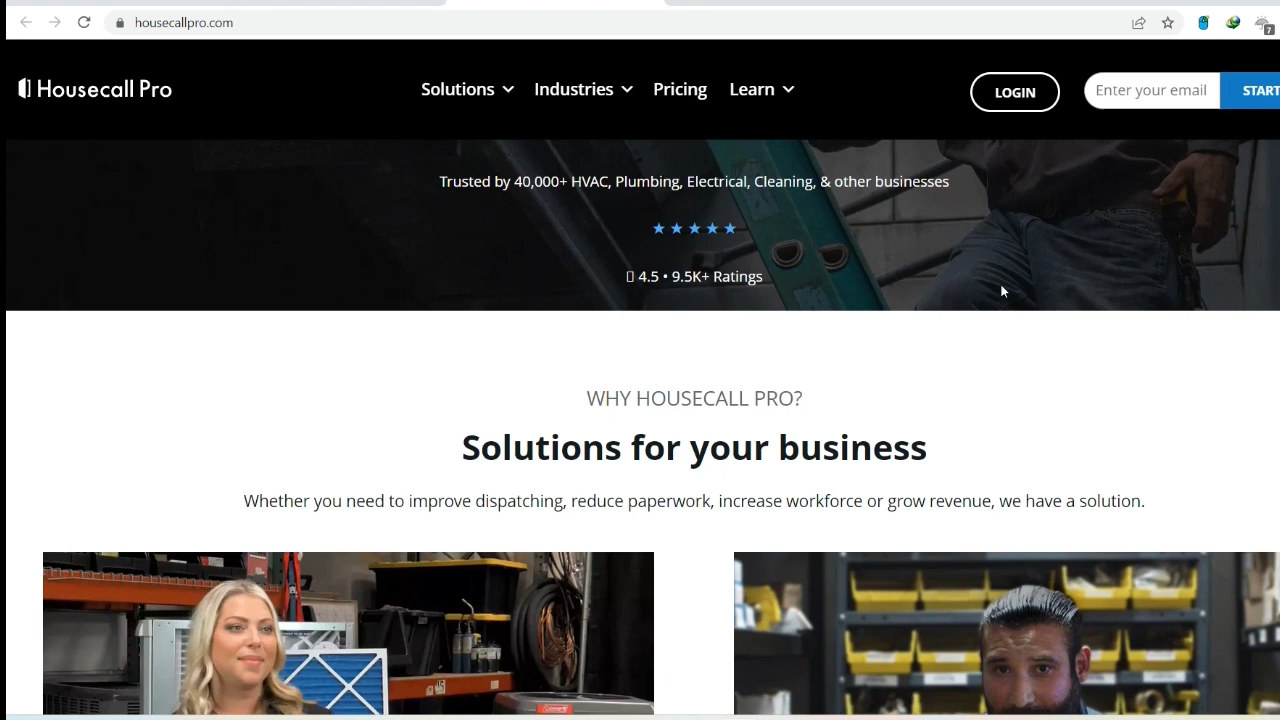 housecallpro.com
7
Housecall Pro
Solutions
Industries
Pricing
Learn
LOGIN
Enter your email
START
Trusted by 40,000+ HVAC, Plumbing, Electrical, Cleaning, & other businesses
4.5 • 9.5K+ Ratings
WHY HOUSECALL PRO?
Solutions for your business
Whether you need to improve dispatching, reduce paperwork, increase workforce or grow revenue, we have a solution.